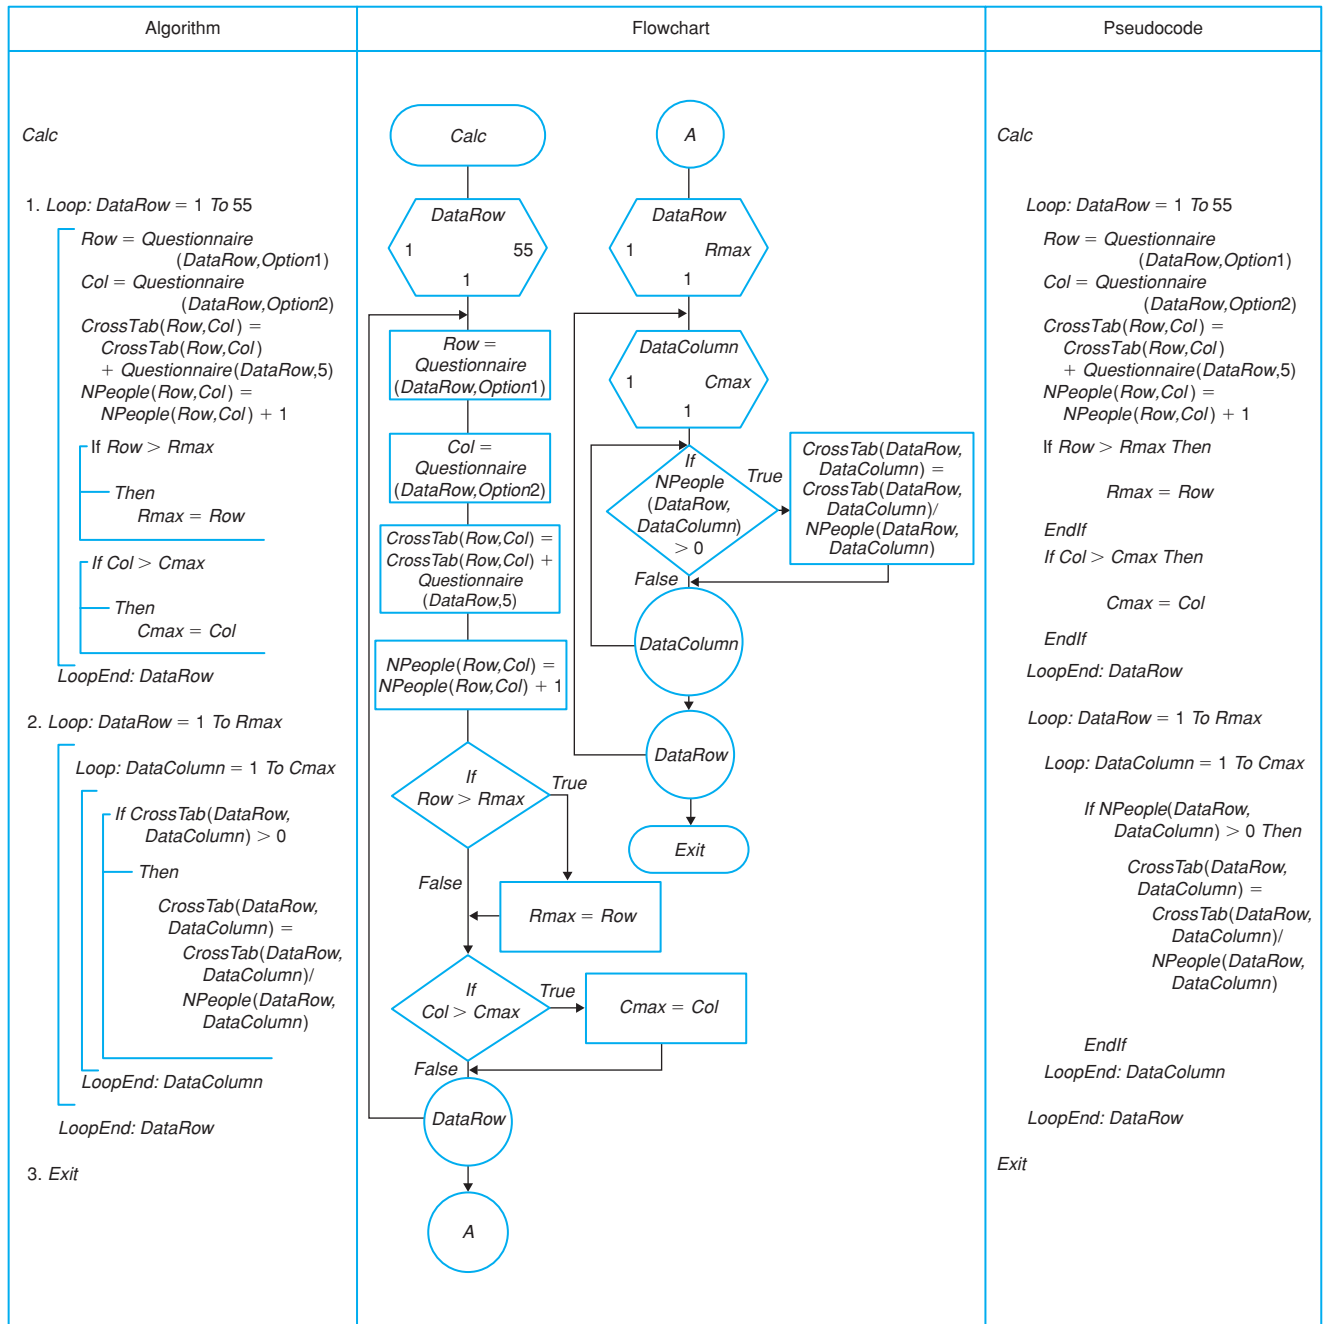 Algorithm
Flowchart
Pseudocode
Calc
1. Loop: DataRow = 1 To 55
Row = Questionnaire
(DataRow,Option1)
Col = Questionnaire
(DataRow,Option2)
CrossTab(Row,Col) =
CrossTab(Row,Col)
+ Questionnaire(DataRow,5)
NPeople(Row,Col) =
NPeople(Row,Col) + 1
If Row > Rmax
Then
Rmax = Row
If Col > Cmax
Then
Cmax = Col
LoopEnd: DataRow
2. Loop: DataRow = 1 To Rmax
Loop: DataColumn = 1 To Cmax
If CrossTab(DataRow,
DataColumn) > 0
Then
CrossTab(DataRow,
DataColumn) =
CrossTab(DataRow,
DataColumn)/
NPeople(DataRow,
DataColumn)
LoopEnd: DataColumn
LoopEnd: DataRow
3. Exit
Calc
DataRow
1 55
1
Row =
Questionnaire
(DataRow,Option1)
Col =
Questionnaire
(DataRow,Option2)
CrossTab(Row,Col) =
CrossTab(Row,Col) +
Questionnaire
(DataRow,5)
NPeople(Row,Col) =
NPeople(Row,Col) + 1
If
Row > Rmax
True
False
Rmax = Row
If
Col > Cmax
True
Cmax = Col
False
DataRow
A
A
DataRow
1 Rmax
1
DataColumn
1 Cmax
1
If
NPeople
(DataRow,
DataColumn)
> 0
True
CrossTab(DataRow,
DataColumn) =
CrossTab(DataRow,
DataColumn)/
NPeople(DataRow,
DataColumn)
False
DataColumn
DataRow
Exit
Calc
Loop: DataRow = 1 To 55
Row = Questionnaire
(DataRow,Option1)
Col = Questionnaire
(DataRow,Option2)
CrossTab(Row,Col) =
CrossTab(Row,Col)
+ Questionnaire(DataRow,5)
NPeople(Row,Col) =
NPeople(Row,Col) + 1
If Row > Rmax Then
Rmax = Row
EndIf
If Col > Cmax Then
Cmax = Col
EndIf
LoopEnd: DataRow
Loop: DataRow = 1 To Rmax
Loop: DataColumn = 1 To Cmax
If NPeople(DataRow,
DataColumn) > 0 Then
CrossTab(DataRow,
DataColumn) =
CrossTab(DataRow,
DataColumn)/
NPeople(DataRow,
DataColumn)
EndIf
LoopEnd: DataColumn
LoopEnd: DataRow
Exit